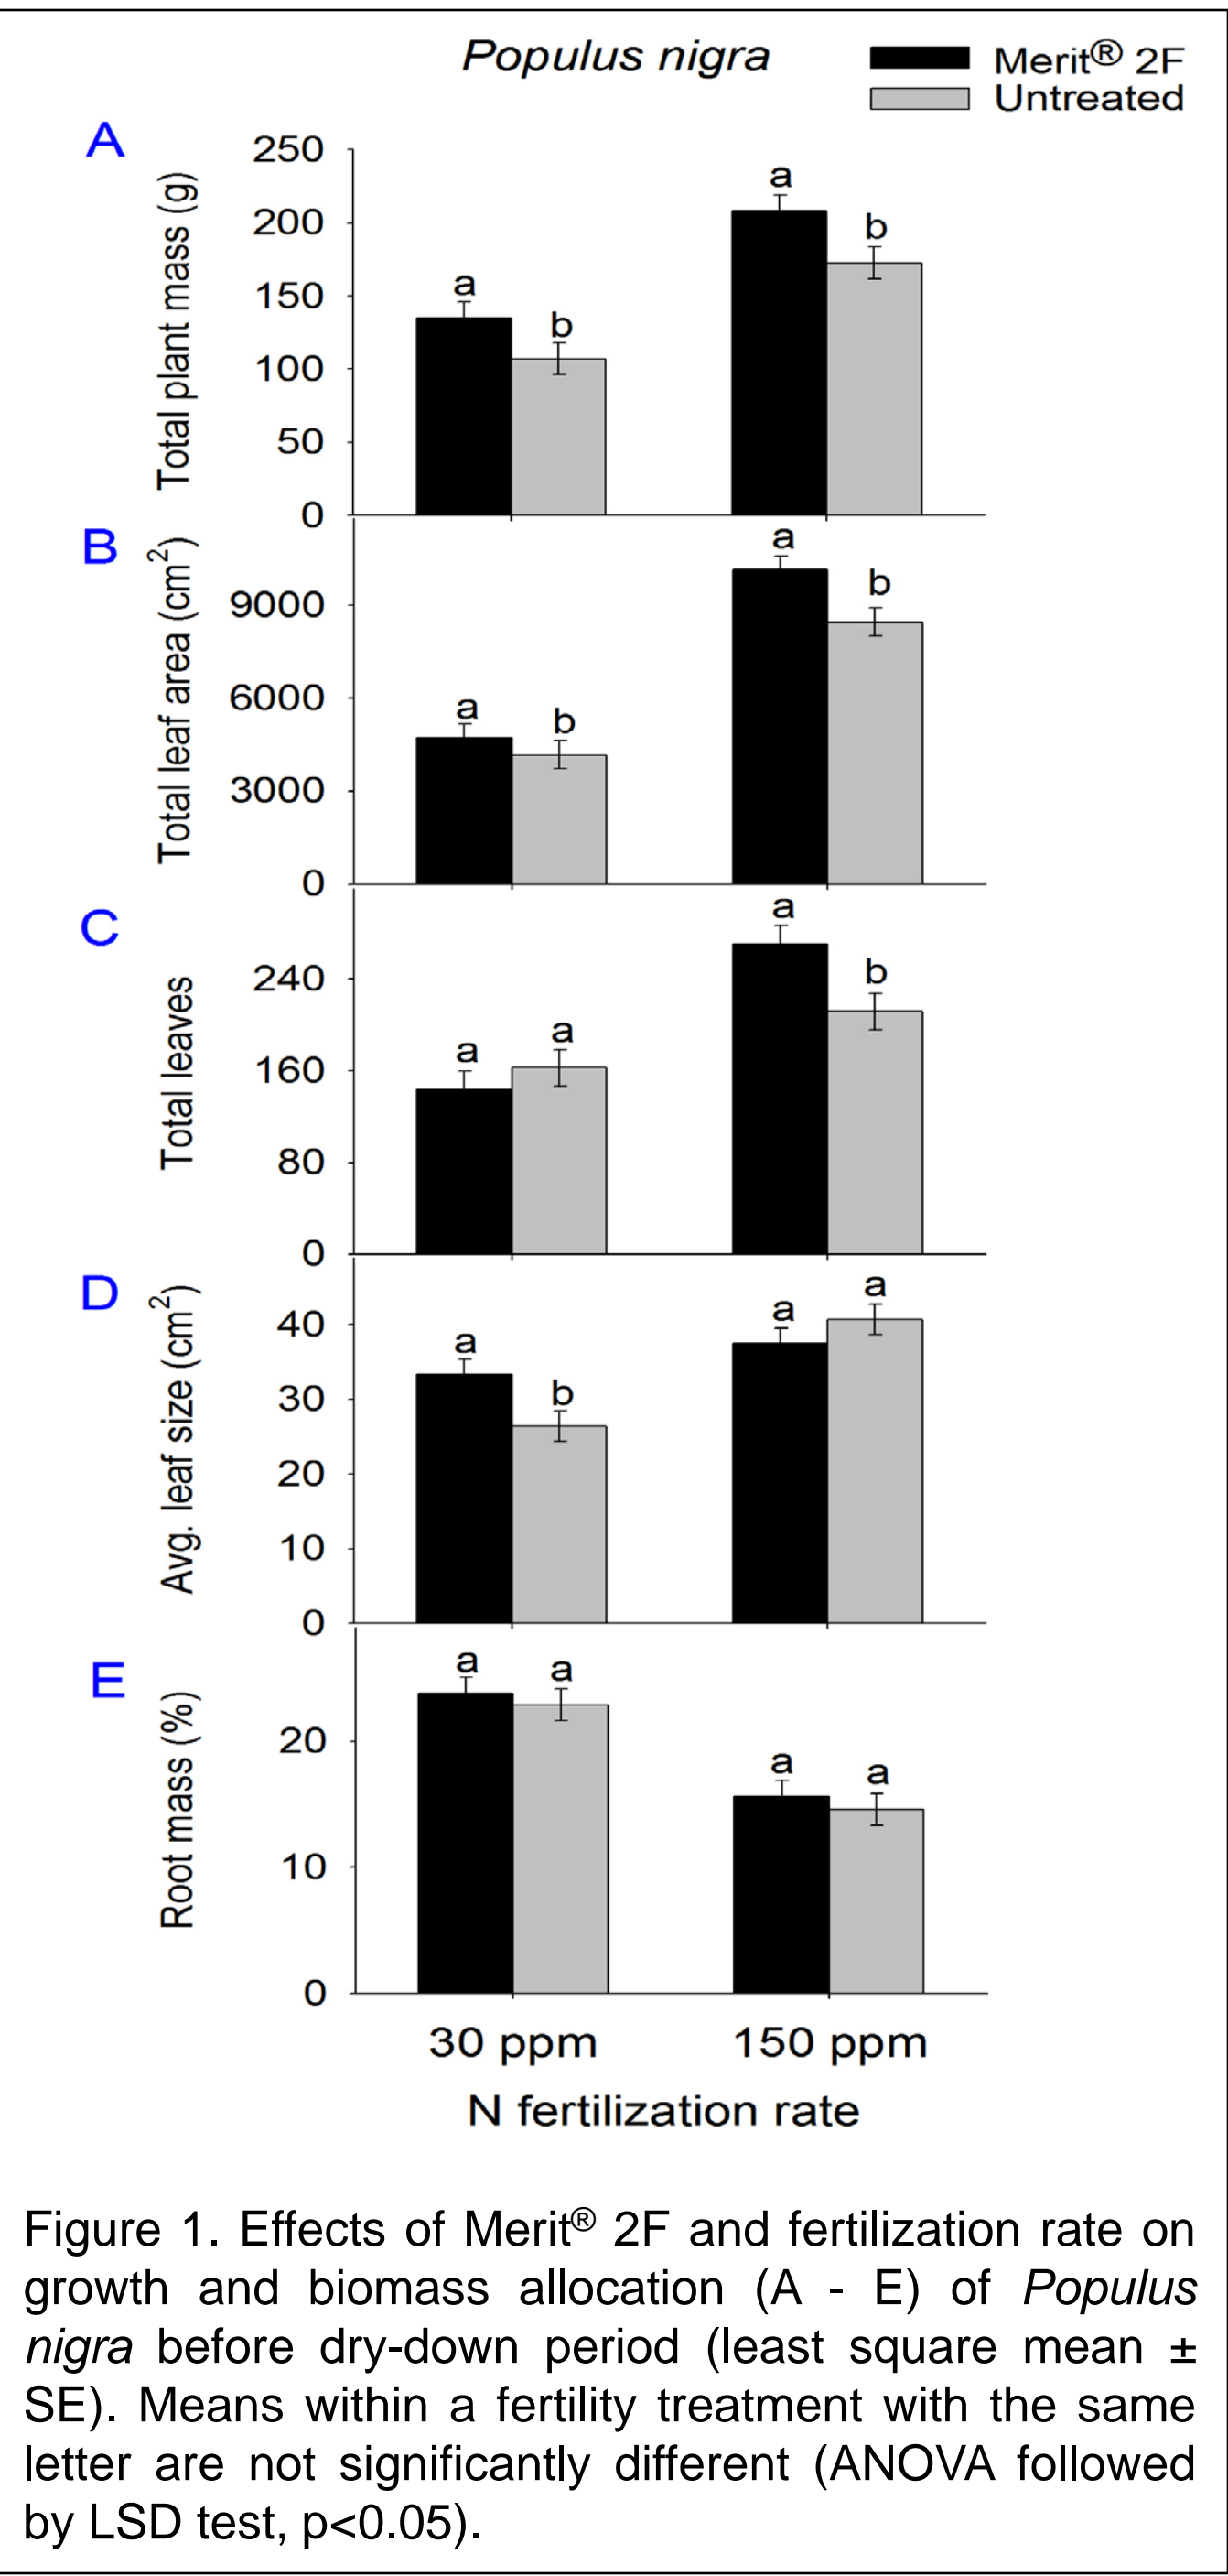 Populus nigra
Merit® 2F
Untreated
A
Total plant mass (g)
250
200
150
100
50
0
a
b
a
b
B
Total leaf area (cm²)
9000
6000
3000
0
a
b
a
b
C
Total leaves
240
160
80
0
a
a
a
b
D
Avg. leaf size (cm²)
40
30
20
10
0
a
b
a
a
E
Root mass (%)
20
10
0
a
a
a
a
30 ppm
150 ppm
N fertilization rate
Figure 1. Effects of Merit® 2F and fertilization rate on
growth and biomass allocation (A - E) of Populus
nigra before dry-down period (least square mean ±
SE). Means within a fertility treatment with the same
letter are not significantly different (ANOVA followed
by LSD test, p<0.05).